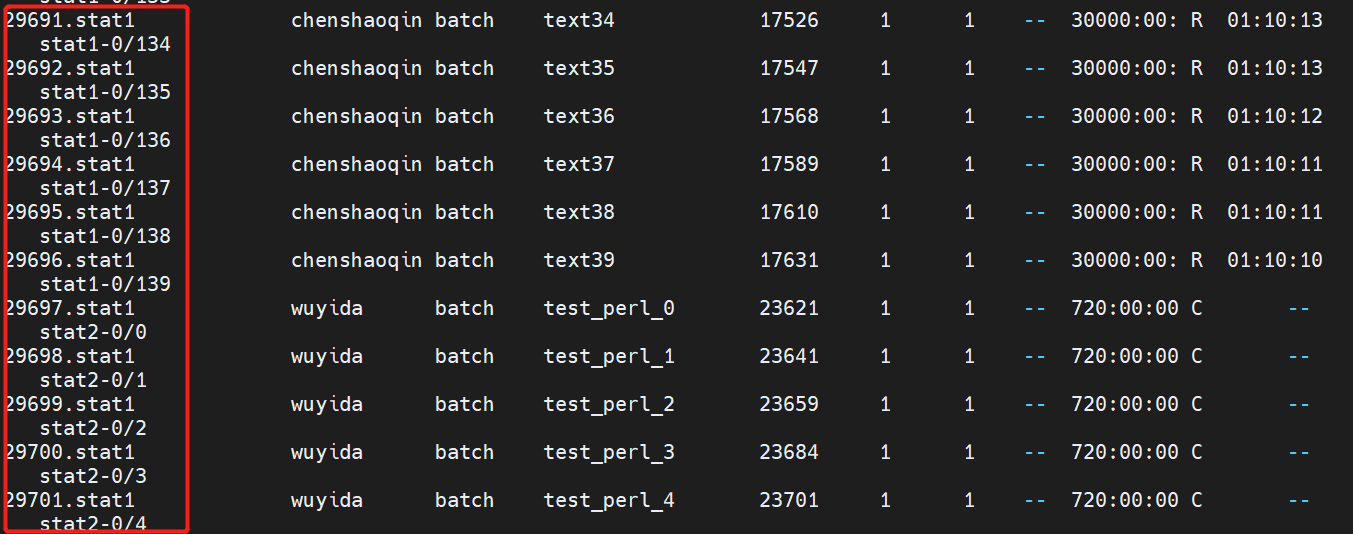 29691.stat1 chenshaoqin batch text34 17526 1 1 -- 30000:00: R 01:10:13
stat1-0/134
29692.stat1 chenshaoqin batch text35 17547 1 1 -- 30000:00: R 01:10:13
stat1-0/135
29693.stat1 chenshaoqin batch text36 17568 1 1 -- 30000:00: R 01:10:12
stat1-0/136
29694.stat1 chenshaoqin batch text37 17589 1 1 -- 30000:00: R 01:10:11
stat1-0/137
29695.stat1 chenshaoqin batch text38 17610 1 1 -- 30000:00: R 01:10:11
stat1-0/138
29696.stat1 chenshaoqin batch text39 17631 1 1 -- 30000:00: R 01:10:10
stat1-0/139
29697.stat1 wuyida batch test_perl_0 23621 1 1 -- 720:00:00 C --
stat2-0/0
29698.stat1 wuyida batch test_perl_1 23641 1 1 -- 720:00:00 C --
stat2-0/1
29699.stat1 wuyida batch test_perl_2 23659 1 1 -- 720:00:00 C --
stat2-0/2
29700.stat1 wuyida batch test_perl_3 23684 1 1 -- 720:00:00 C --
stat2-0/3
29701.stat1 wuyida batch test_perl_4 23701 1 1 -- 720:00:00 C --
stat2-0/4